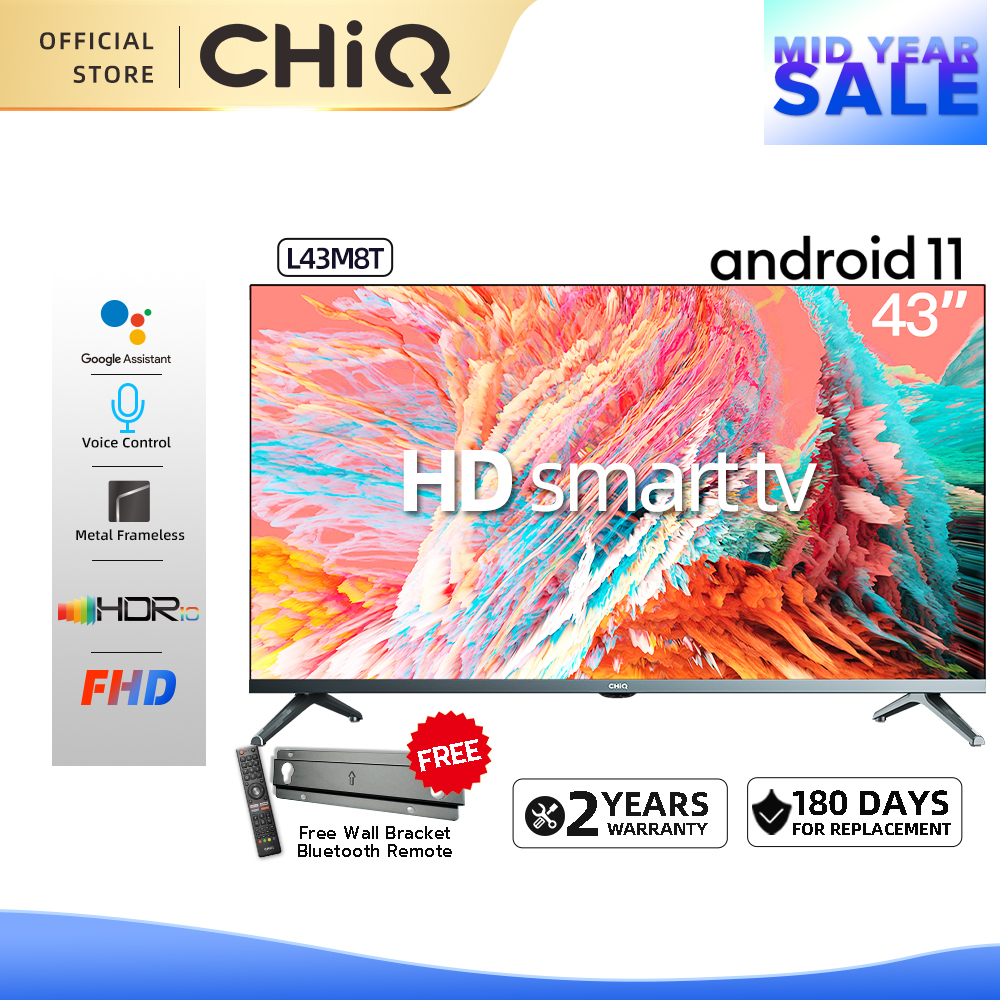 OFFICIAL
STORE
CHiQ
MID YEAR
SALE
L43M8T
android 11
43"
Google Assistant
Voice Control
Metal Frameless
HDR10
FHD
HD smart tv
CHiQ
FREE
Free Wall Bracket
Bluetooth Remote
2 YEARS
WARRANTY
180 DAYS
FOR REPLACEMENT